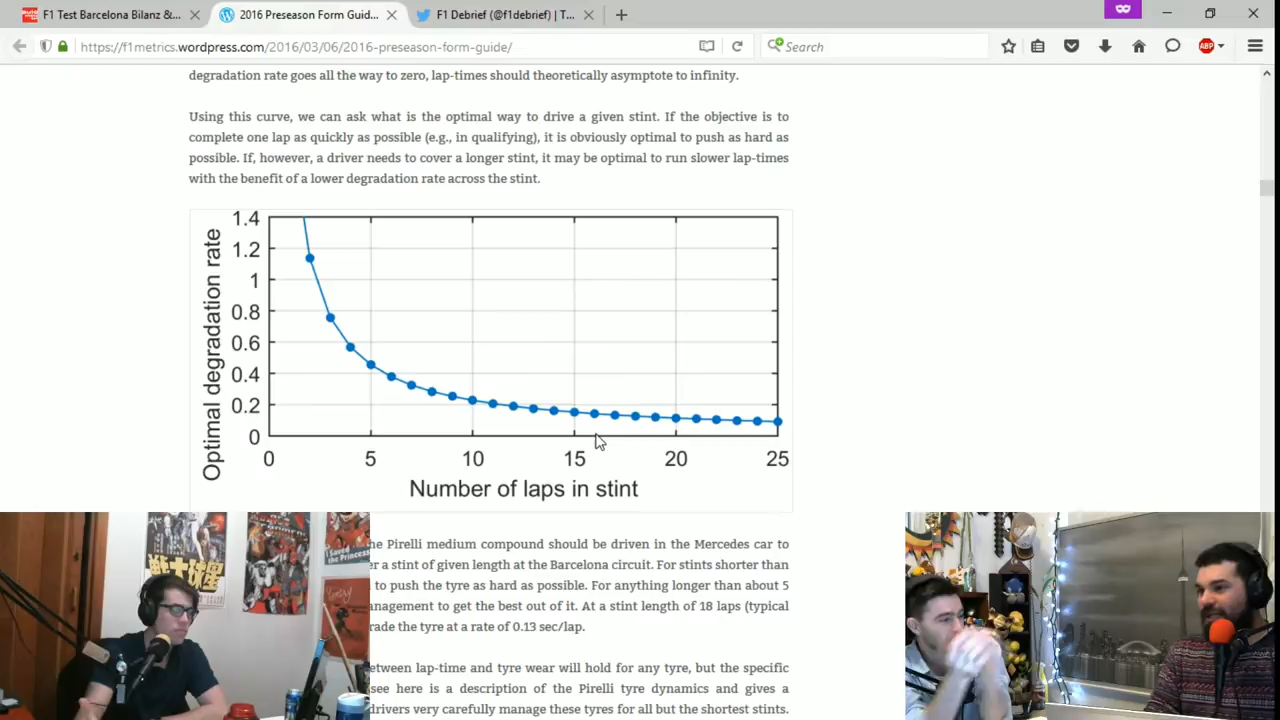 F1 Test Barcelona Bilanz &...
2016 Preseason Form Guid...
F1 Debrief (@f1debrief) | T...
https://f1metrics.wordpress.com/2016/03/06/2016-preseason-form-guide/
Search
ABP
degradation rate goes all the way to zero, lap-times should theoretically asymptote to infinity.
Using this curve, we can ask what is the optimal way to drive a given stint. If the objective is to
complete one lap as quickly as possible (e.g., in qualifying), it is obviously optimal to push as hard as
possible. If, however, a driver needs to cover a longer stint, it may be optimal to run slower lap-times
with the benefit of a lower degradation rate across the stint.
Optimal degradation rate
1.4
1.2
1
0.8
0.6
0.4
0.2
0
0 5 10 15 20 25
Number of laps in stint
he Pirelli medium compound should be driven in the Mercedes car to
er a stint of given length at the Barcelona circuit. For stints shorter than
to push the tyre as hard as possible. For anything longer than about 5
anagement to get the best out of it. At a stint length of 18 laps (typical
rade the tyre at a rate of 0.13 sec/lap.
etween lap-time and tyre wear will hold for any tyre, but the specific
see here is a description of the Pirelli tyre dynamics and gives a
drivers very carefully manage these tyres for all but the shortest stints.
I Saved
the Princess